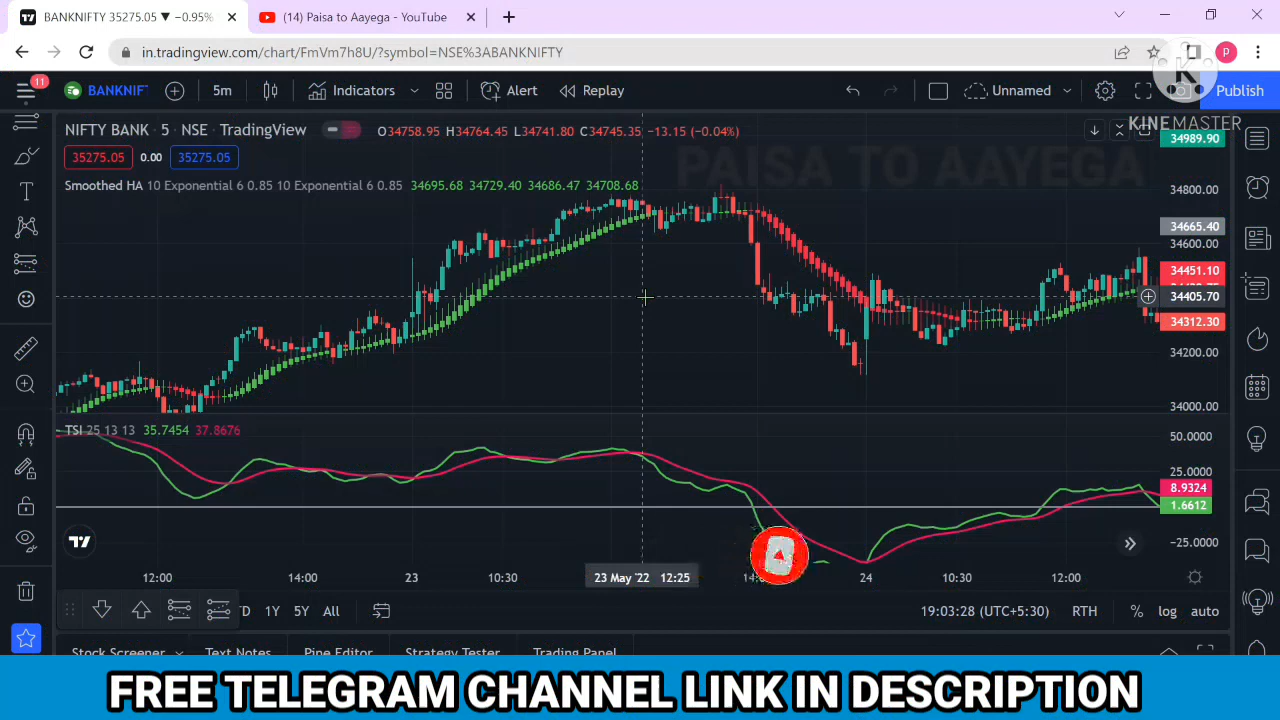 BANKNIFTY 35275.05 ▼ −0.95%
(14) Paisa to Aayega - YouTube
in.tradingview.com/chart/FmVm7h8U/?symbol=NSE%3ABANKNIFTY
P
11
BANKNIF
5m
Indicators
Alert
Replay
Unnamed
Publish
KINEMASTER
NIFTY BANK · 5 · NSE · TradingView
O34758.95 H34764.45 L34741.80 C34745.35 −13.15 (−0.04%)
35275.05 0.00 35275.05
PAISA TO AAYEGA
Smoothed HA 10 Exponential 6 0.85 10 Exponential 6 0.85 34695.68 34729.40 34686.47 34708.68
34989.90
34800.00
34665.40
34600.00
34451.10
34405.70
34312.30
34200.00
34000.00
TSI 25 13 13 35.7454 37.8676
50.0000
25.0000
8.9324
1.6612
−25.0000
12:00 14:00 23 10:30 23 May '22 12:25 24 10:30 12:00
1Y 5Y All
19:03:28 (UTC+5:30) RTH % log auto
Stock Screener Text Notes Pine Editor Strategy Tester Trading Panel
FREE TELEGRAM CHANNEL LINK IN DESCRIPTION